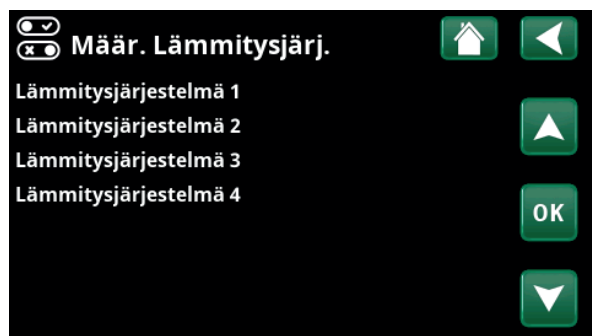 Määr. Lämmitysjärj.
Lämmitysjärjestelmä 1
Lämmitysjärjestelmä 2
Lämmitysjärjestelmä 3
Lämmitysjärjestelmä 4
OK